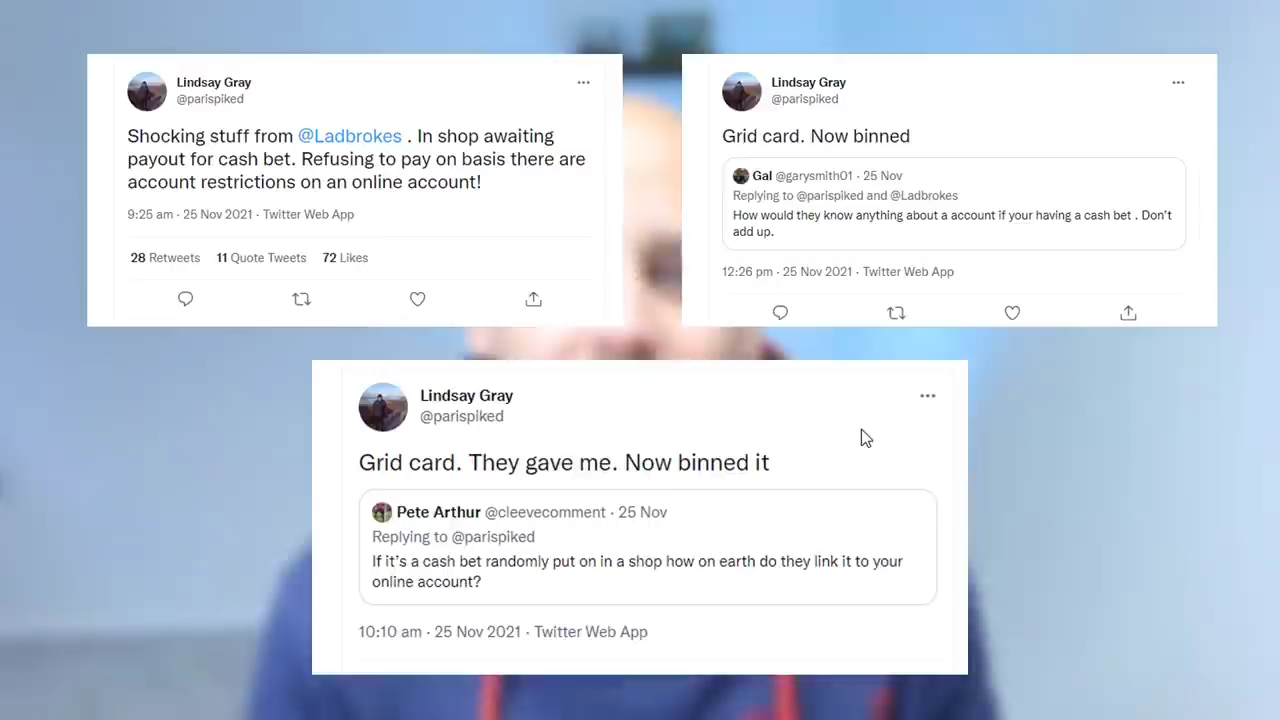 Lindsay Gray
@parispiked
Shocking stuff from @Ladbrokes . In shop awaiting
payout for cash bet. Refusing to pay on basis there are
account restrictions on an online account!
9:25 am · 25 Nov 2021 · Twitter Web App
28 Retweets 11 Quote Tweets 72 Likes
Lindsay Gray
@parispiked
Grid card. Now binned
Gal @garysmith01 · 25 Nov
Replying to @parispiked and @Ladbrokes
How would they know anything about a account if your having a cash bet . Don't
add up.
12:26 pm · 25 Nov 2021 · Twitter Web App
Lindsay Gray
@parispiked
Grid card. They gave me. Now binned it
Pete Arthur @cleevecomment · 25 Nov
Replying to @parispiked
If it's a cash bet randomly put on in a shop how on earth do they link it to your
online account?
10:10 am · 25 Nov 2021 · Twitter Web App